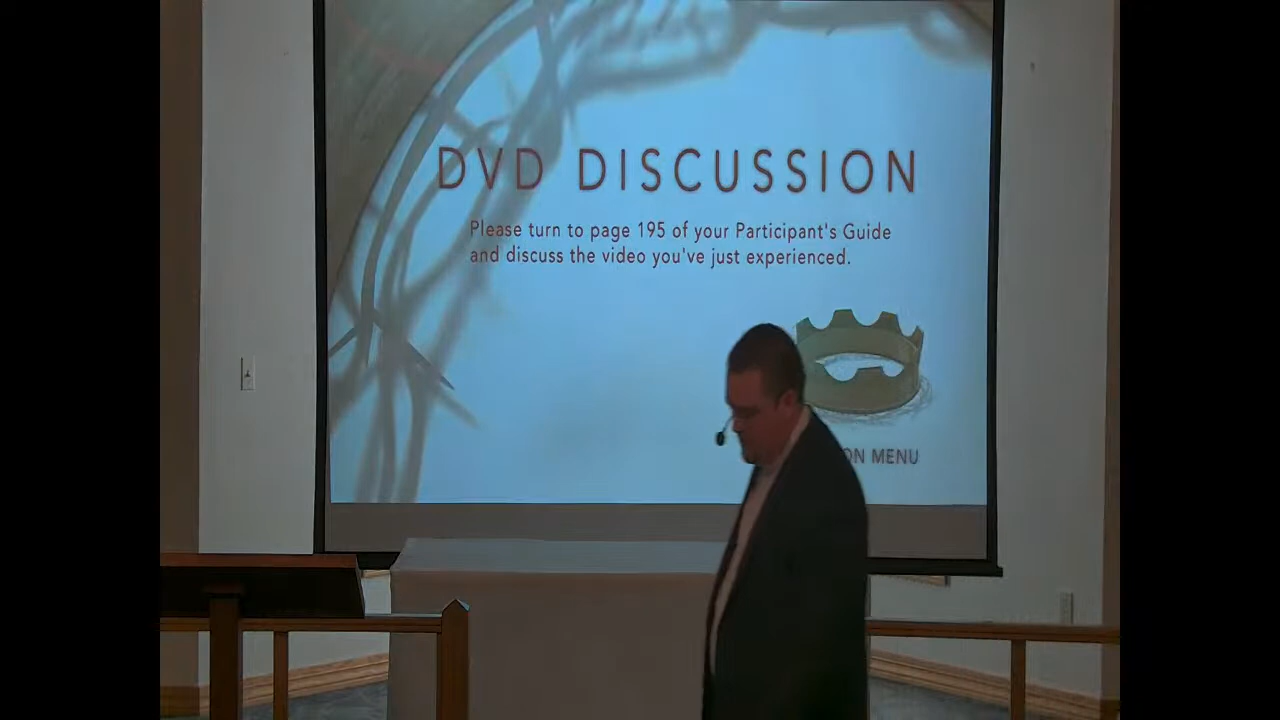 DVD DISCUSSION
Please turn to page 195 of your Participant's Guide
and discuss the video you've just experienced.
MENU